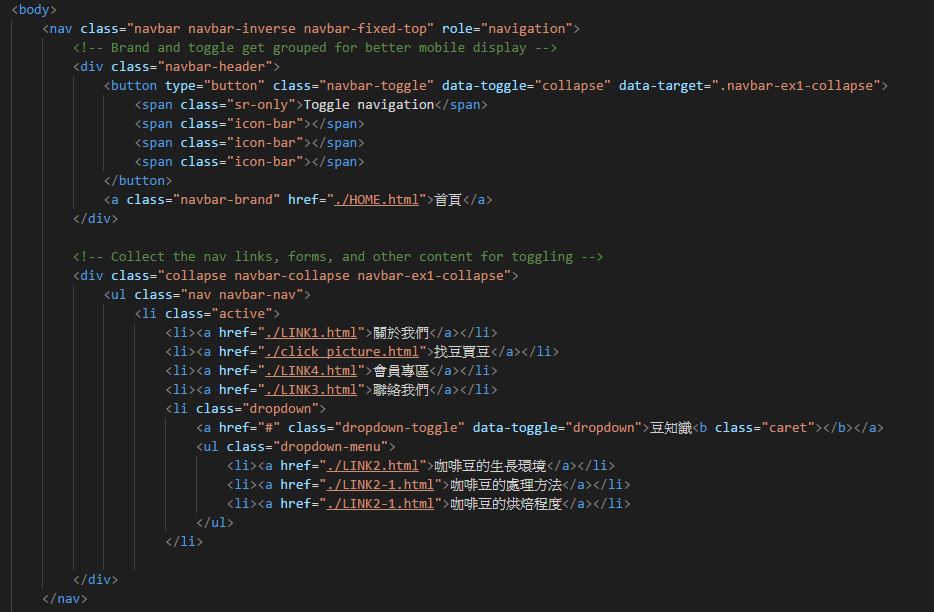 <body>
<nav class="navbar navbar-inverse navbar-fixed-top" role="navigation">
<!-- Brand and toggle get grouped for better mobile display -->
<div class="navbar-header">
<button type="button" class="navbar-toggle" data-toggle="collapse" data-target=".navbar-ex1-collapse">
<span class="sr-only">Toggle navigation</span>
<span class="icon-bar"></span>
<span class="icon-bar"></span>
<span class="icon-bar"></span>
</button>
<a class="navbar-brand" href="./HOME.html">首頁</a>
</div>
<!-- Collect the nav links, forms, and other content for toggling -->
<div class="collapse navbar-collapse navbar-ex1-collapse">
<ul class="nav navbar-nav">
<li class="active">
<li><a href="./LINK1.html">關於我們</a></li>
<li><a href="./click_picture.html">找豆買豆</a></li>
<li><a href="./LINK4.html">會員專區</a></li>
<li><a href="./LINK3.html">聯絡我們</a></li>
<li class="dropdown">
<a href="#" class="dropdown-toggle" data-toggle="dropdown">豆知識<b class="caret"></b></a>
<ul class="dropdown-menu">
<li><a href="./LINK2.html">咖啡豆的生長環境</a></li>
<li><a href="./LINK2-1.html">咖啡豆的處理方法</a></li>
<li><a href="./LINK2-1.html">咖啡豆的烘焙程度</a></li>
</ul>
</li>
</div>
</nav>